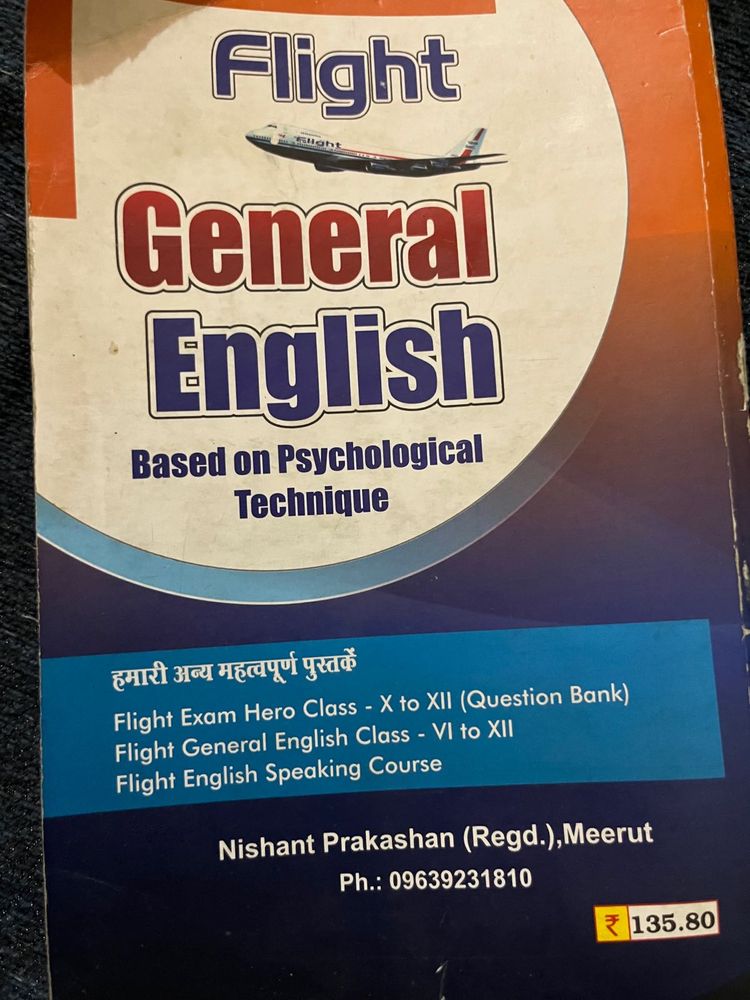 Flight
Flight
General
English
Based on Psychological
Technique
हमारी अन्य महत्वपूर्ण पुस्तकें
Flight Exam Hero Class - X to XII (Question Bank)
Flight General English Class - VI to XII
Flight English Speaking Course
Nishant Prakashan (Regd.),Meerut
Ph.: 09639231810
₹ 135.80